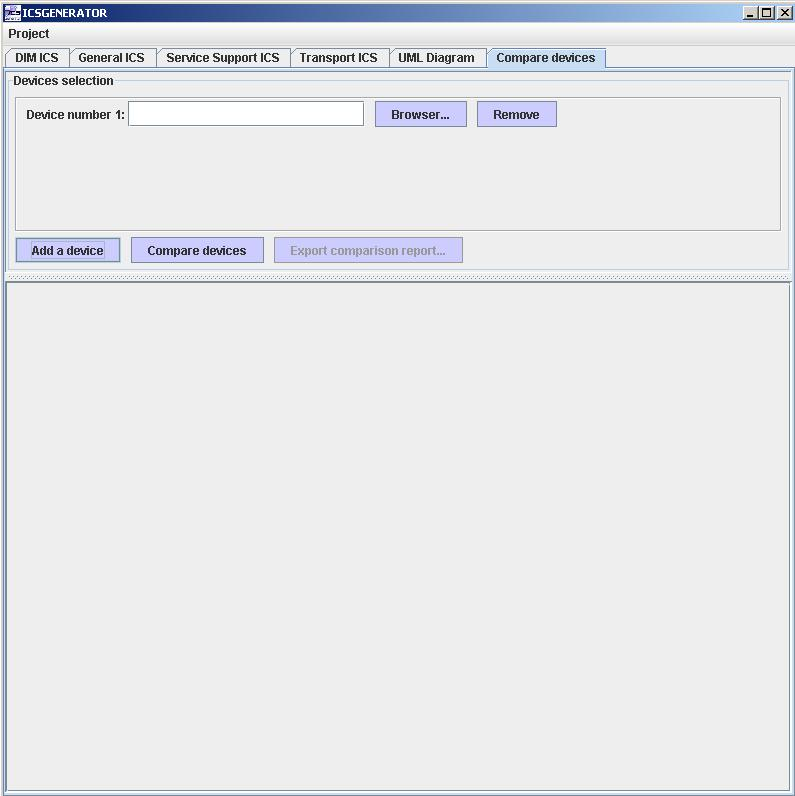 ICSGENERATOR
Project
DIM ICS General ICS Service Support ICS Transport ICS UML Diagram Compare devices
Devices selection
Device number 1: Browser... Remove
Add a device Compare devices Export comparison report...